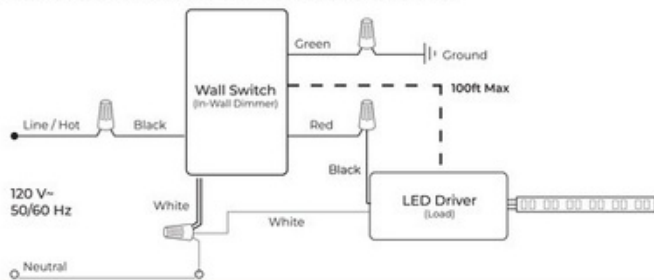 Green
Ground
Wall Switch
(In-Wall Dimmer)
100ft Max
Line / Hot
Black
Red
Black
120 V~
50/60 Hz
White
White
LED Driver
(Load)
Neutral